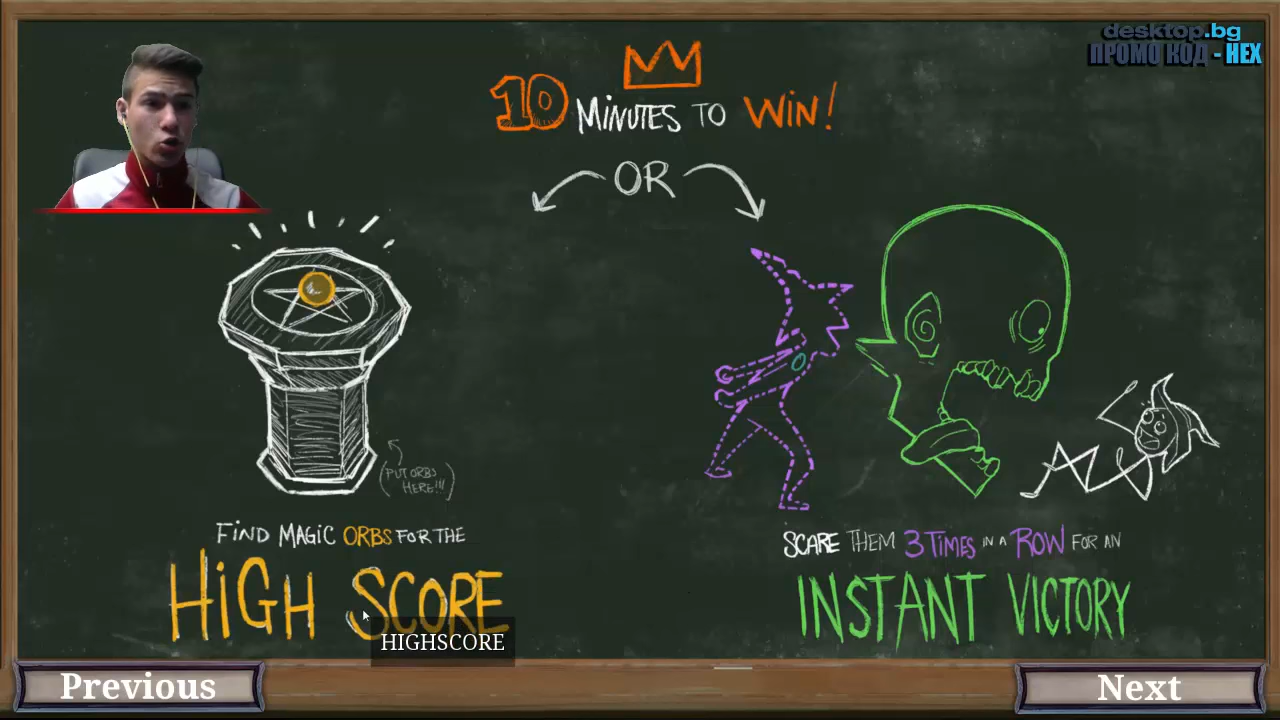 desktop.bg
ПРОМО КОД - HEX
10 MINUTES TO WIN!
OR
(PUT ORBS
HERE!!!)
FIND MAGIC ORBS FOR THE
HIGH SCORE
HIGHSCORE
SCARE THEM 3 TIMES IN A ROW FOR AN
INSTANT VICTORY
Previous
Next